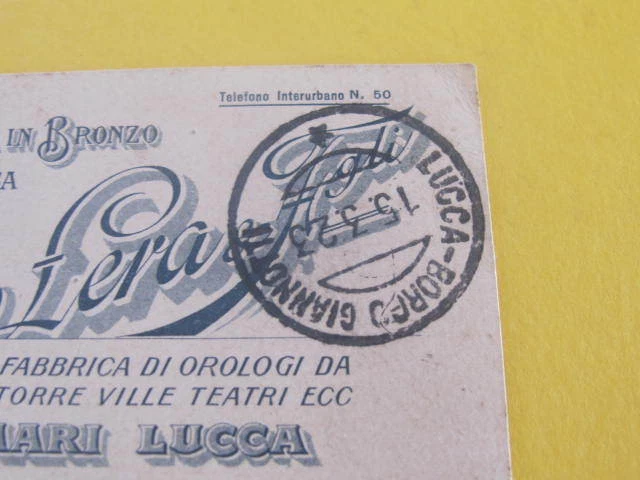 Telefono Interurbano N. 50
IN BRONZO
Lera & Figli
FABBRICA DI OROLOGI DA
TORRE VILLE TEATRI ECC
LUCCA
LUCCA-BORGO GIANNOTTI
15.3.23